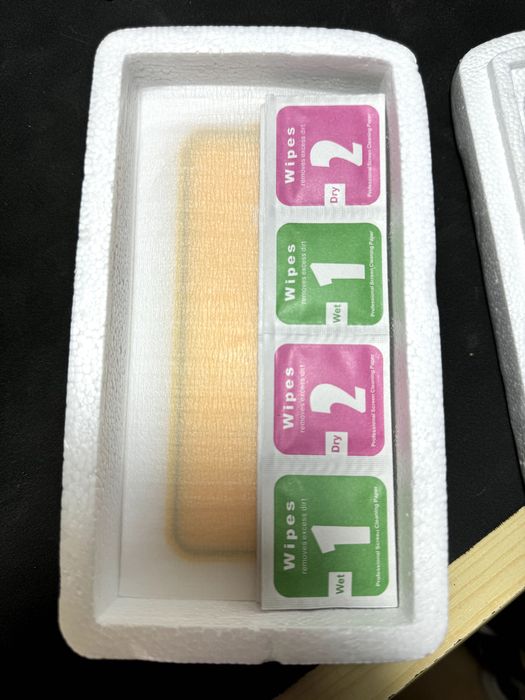 Wipes
removes excess dirt
2
Dry
Professional Screen Cleaning Paper
Wipes
removes excess dirt
1
Wet
Professional Screen Cleaning Paper
Wipes
removes excess dirt
2
Dry
Professional Screen Cleaning Paper
Wipes
removes excess dirt
1
Wet
Professional Screen Cleaning Paper